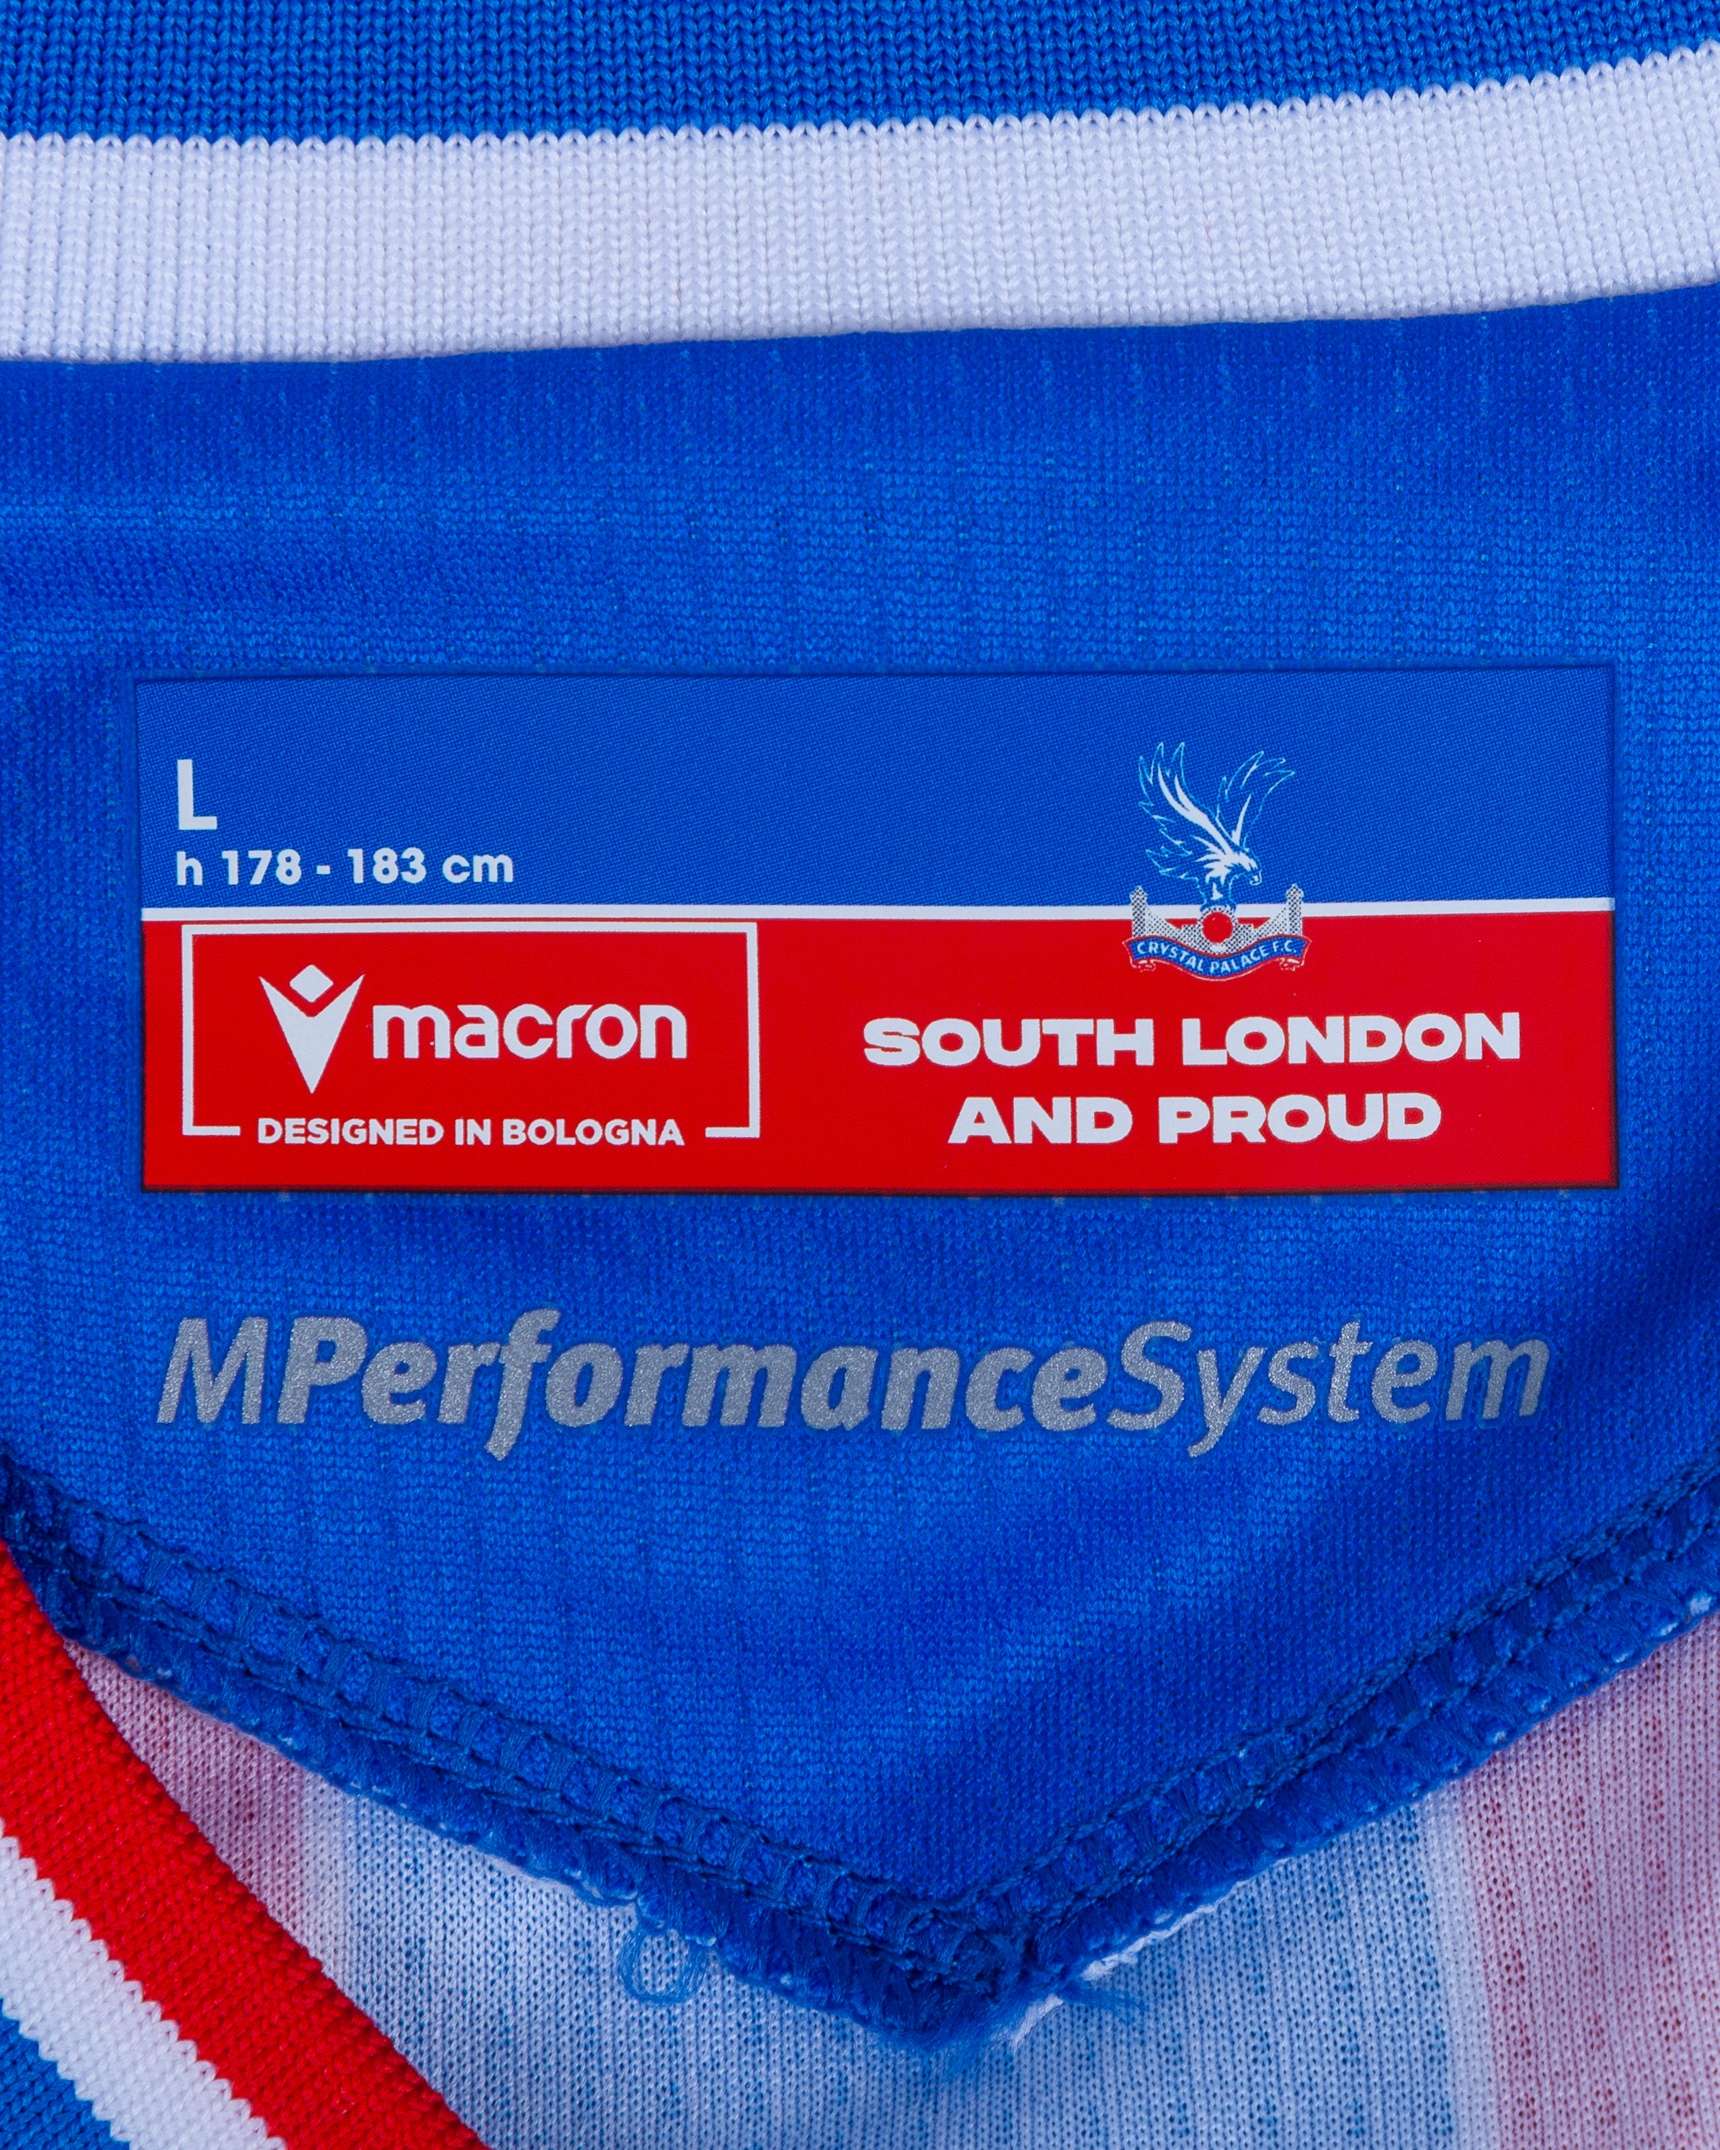 L
h 178 - 183 cm
CRYSTAL PALACE F.C.
macron
DESIGNED IN BOLOGNA
SOUTH LONDON
AND PROUD
MPerformanceSystem